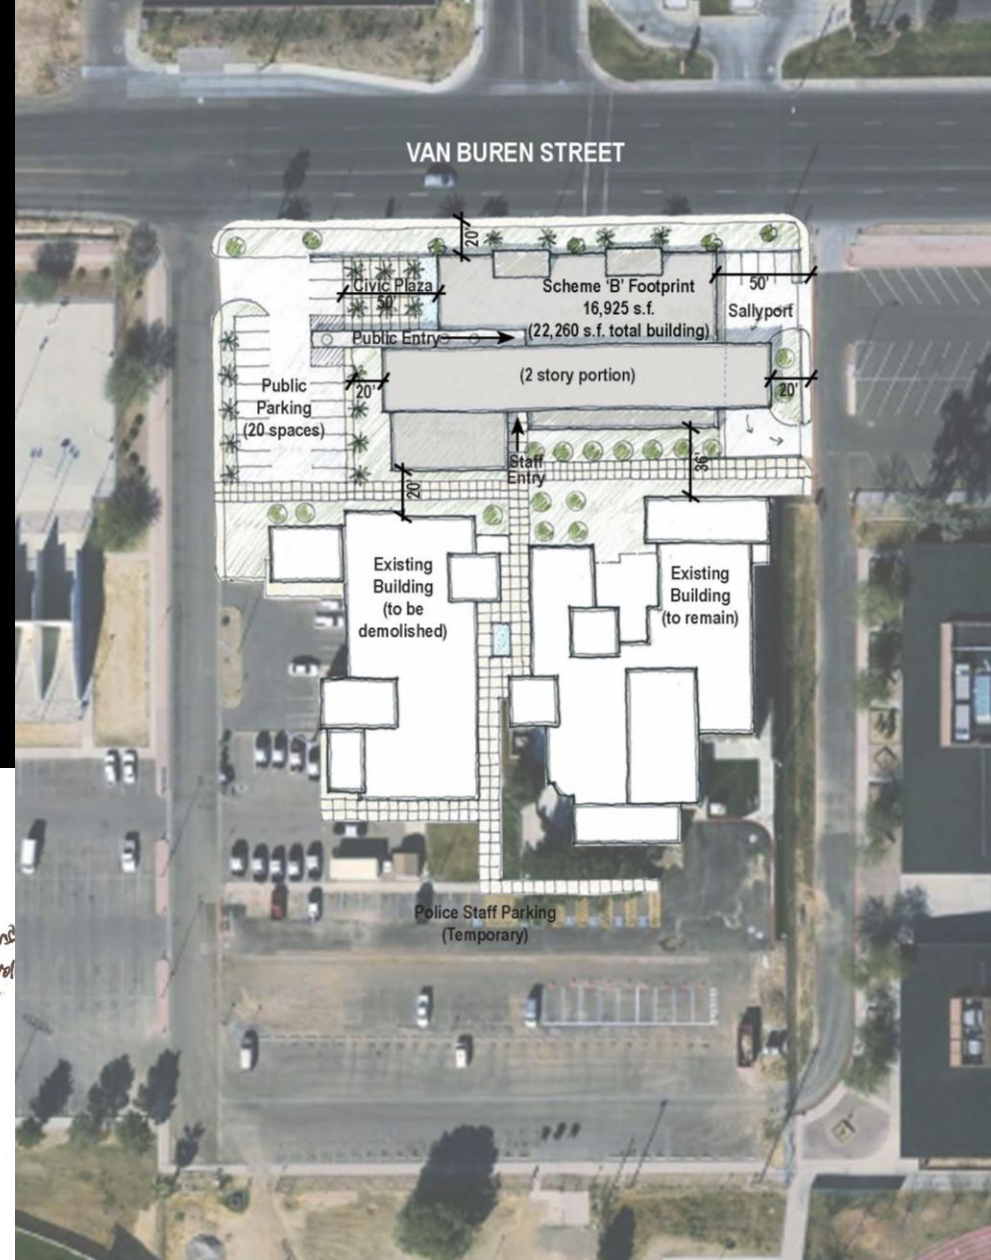 VAN BUREN STREET
20'
Civic Plaza
50'
Scheme 'B' Footprint
16,925 s.f.
(22,260 s.f. total building)
50'
Sallyport
Public Entry
(2 story portion)
Public
Parking
(20 spaces)
20'
20'
Staff
Entry
36'
20'
Existing
Building
(to be
demolished)
Existing
Building
(to remain)
Police Staff Parking
(Temporary)